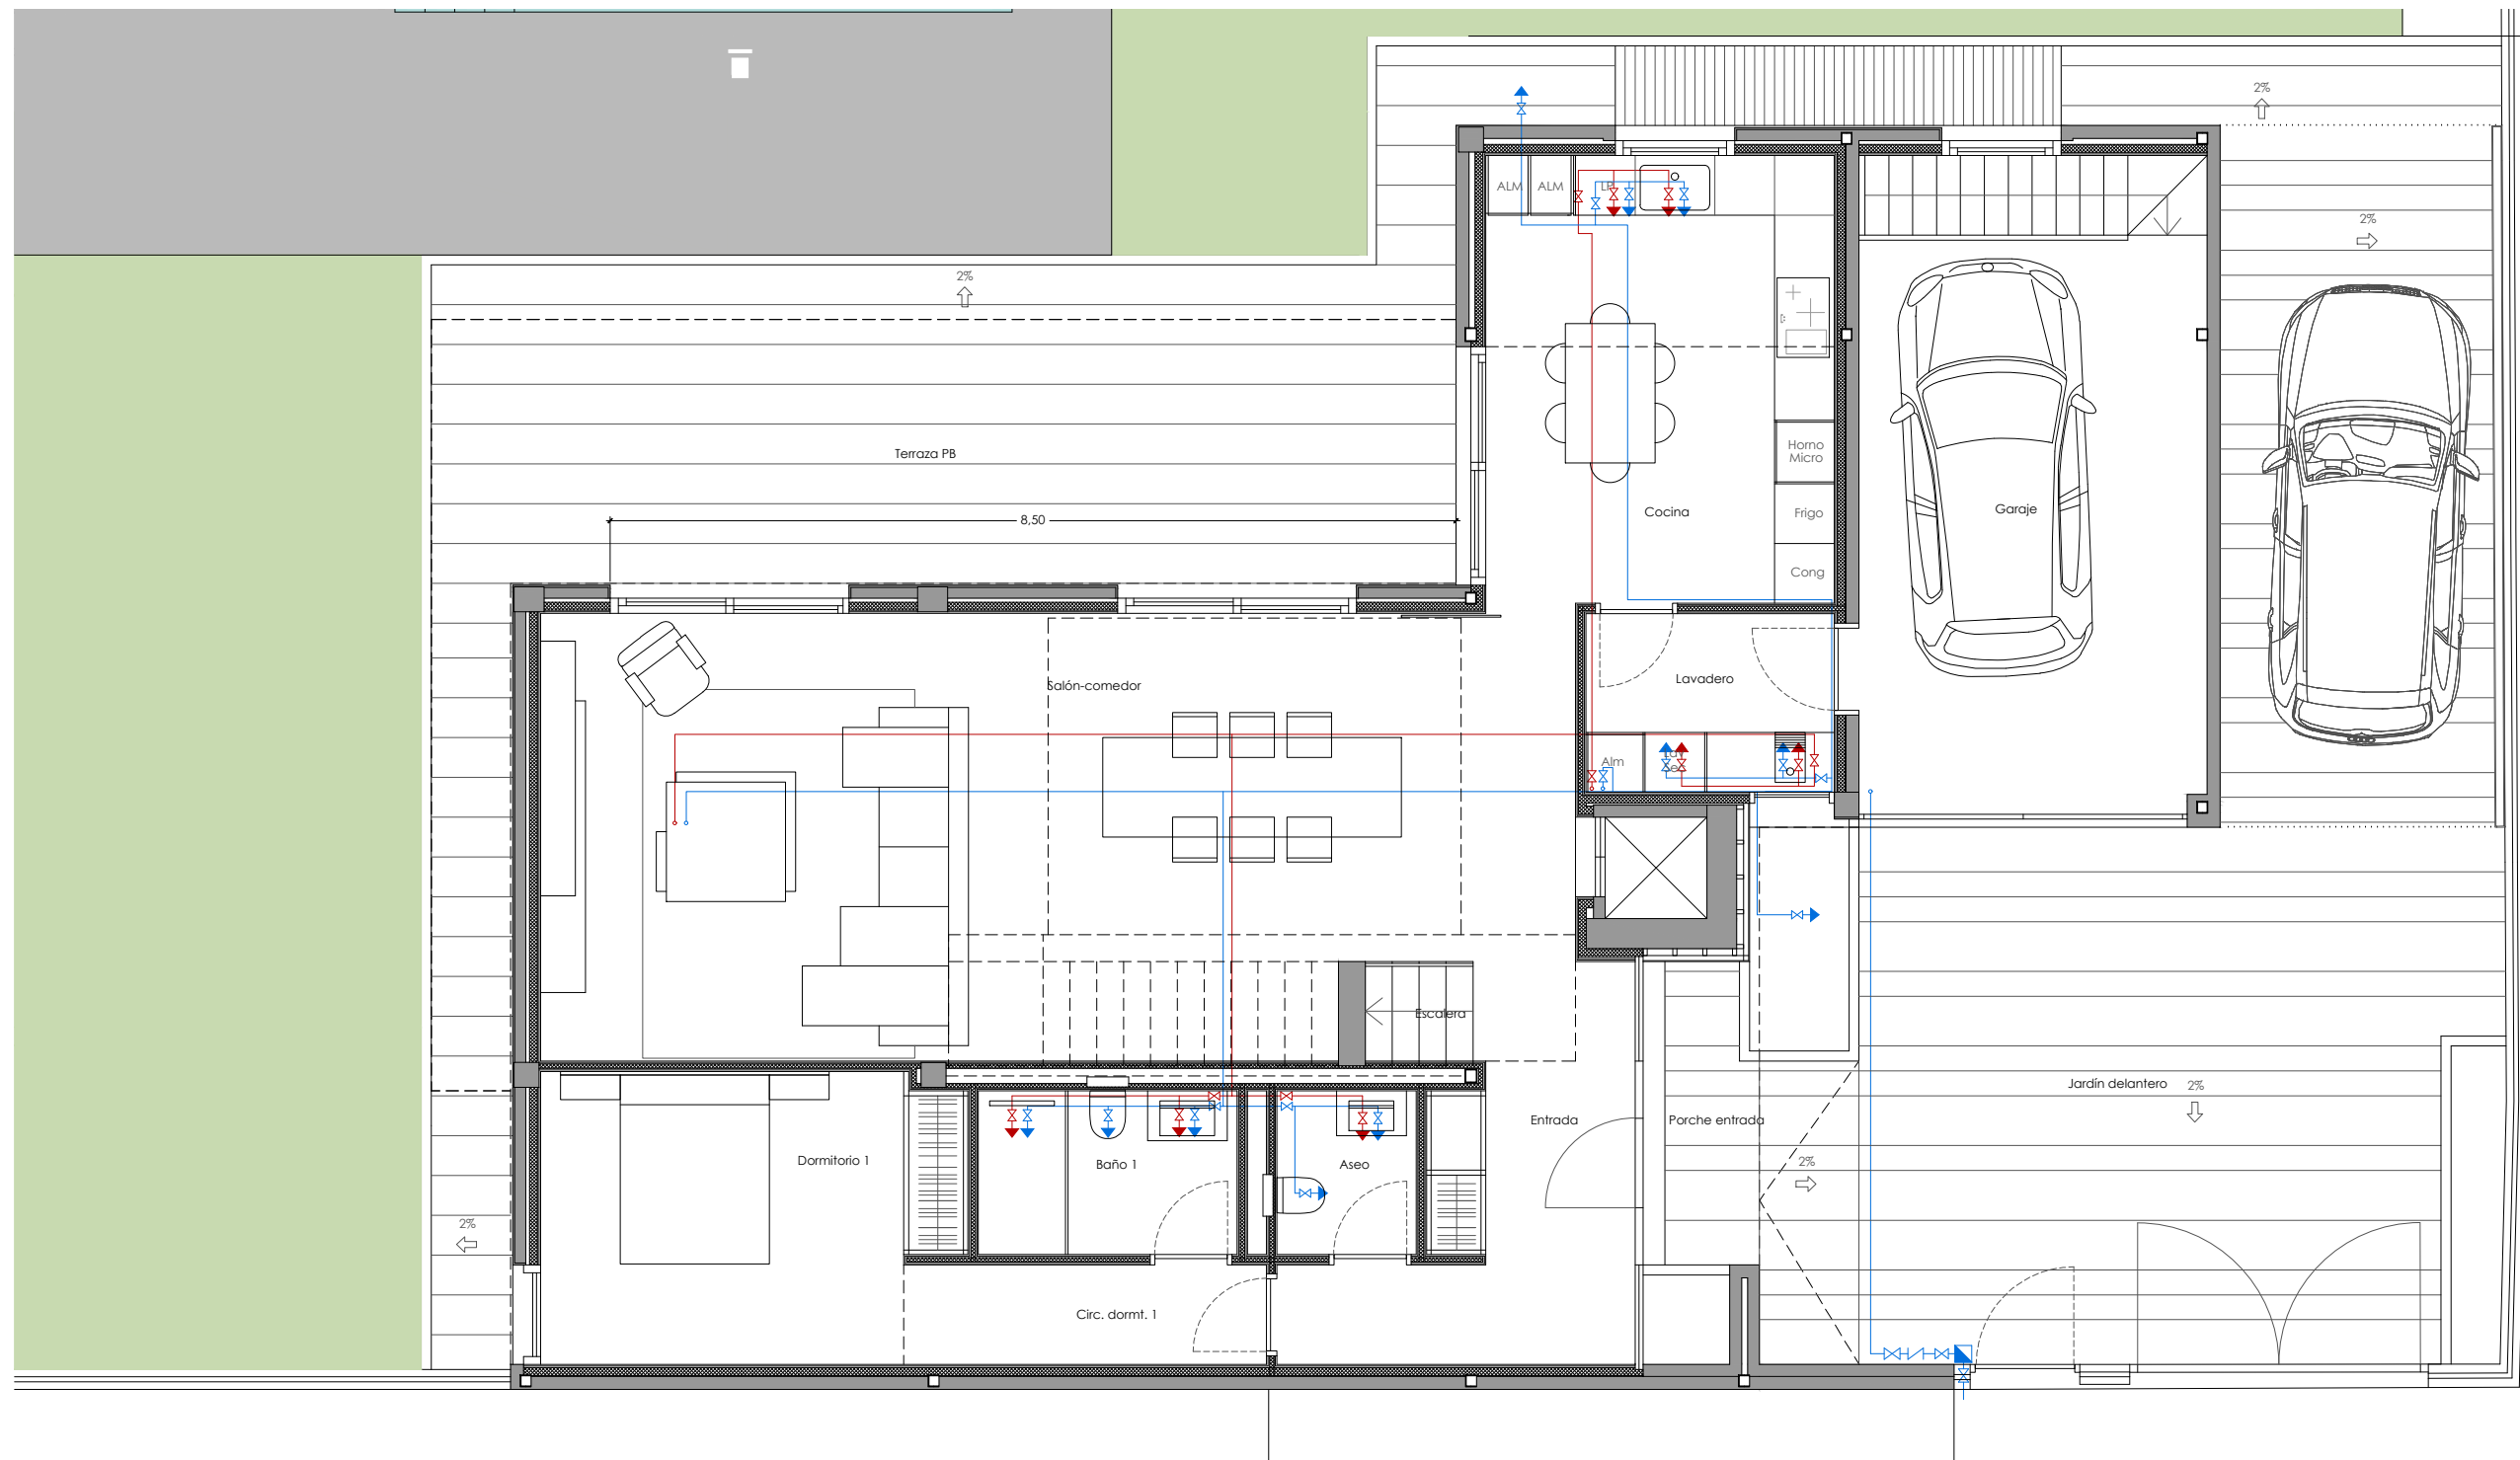 2%
2%
ALM
ALM
LP
2%
Terraza PB
8,50
Cocina
Horno
Micro
Frigo
Cong
Garaje
Salón-comedor
Lavadero
Alm
Escalera
Jardín delantero
2%
Entrada
Porche entrada
Dormitorio 1
Baño 1
Aseo
2%
2%
Circ. dormt. 1